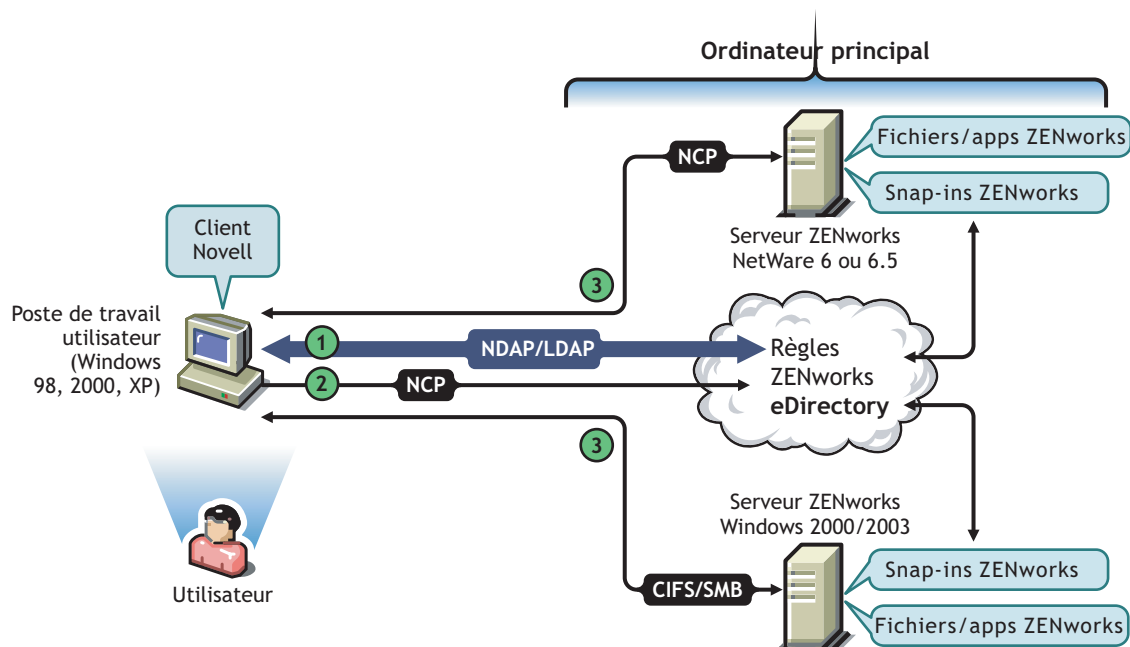 Ordinateur principal
NCP
Fichiers/apps ZENworks
Snap-ins ZENworks
Serveur ZENworks
NetWare 6 ou 6.5
Client
Novell
3
Poste de travail
utilisateur
(Windows
98, 2000, XP)
1
NDAP/LDAP
2
NCP
Règles
ZENworks
eDirectory
3
Serveur ZENworks
Windows 2000/2003
Utilisateur
CIFS/SMB
Snap-ins ZENworks
Fichiers/apps ZENworks